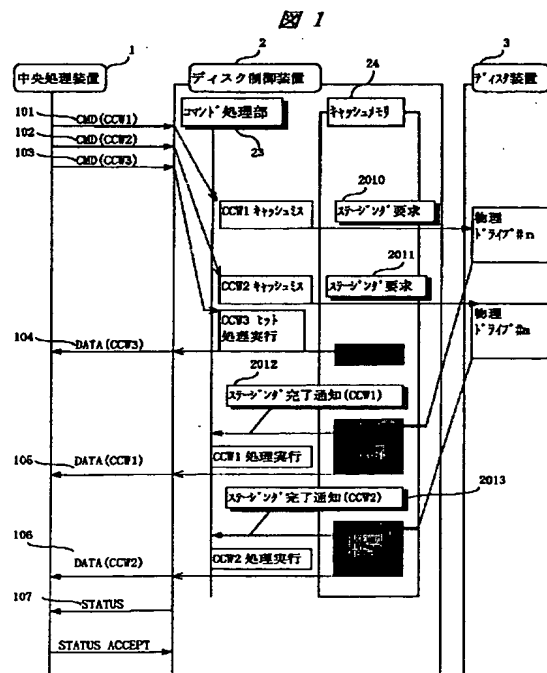 図 1
1
2
24
3
中央処理装置
ディスク制御装置
ディスク装置
101
CMD(CCW1)
コマンド処理部
キャッシュメモリ
102
CMD(CCW2)
23
103
CMD(CCW3)
2010
CCW1 キャッシュミス
ステージング要求
物理
ドライブ#n
2011
CCW2 キャッシュミス
ステージング要求
物理
ドライブ#m
CCW3 ヒット
処理実行
104
DATA(CCW3)
2012
ステージング完了通知(CCW1)
105
DATA(CCW1)
CCW1 処理実行
ステージング完了通知(CCW2)
2013
106
DATA(CCW2)
CCW2 処理実行
107
STATUS
STATUS ACCEPT